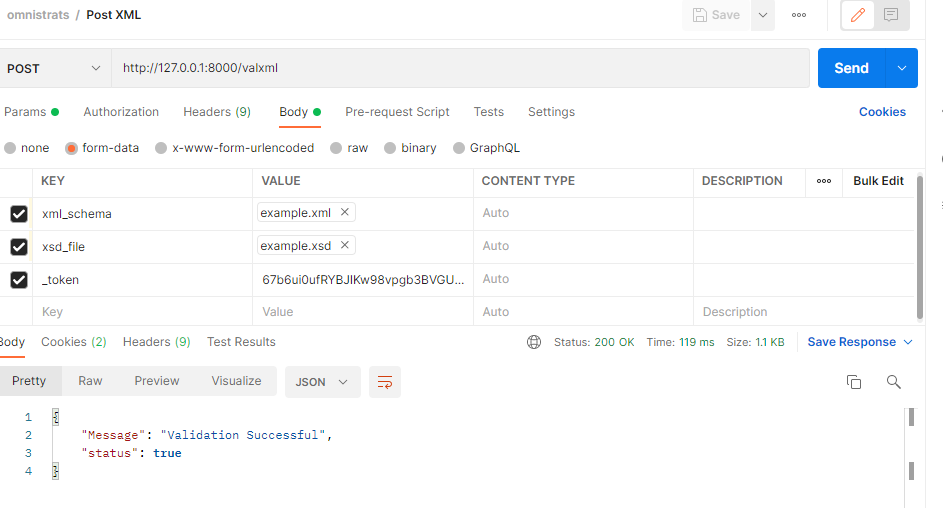 omnistrats / Post XML Save
POST http://127.0.0.1:8000/valxml Send
Params Authorization Headers (9) Body Pre-request Script Tests Settings Cookies
none form-data x-www-form-urlencoded raw binary GraphQL
KEY VALUE CONTENT TYPE DESCRIPTION Bulk Edit
xml_schema example.xml Auto
xsd_file example.xsd Auto
_token 67b6ui0ufRYBJIKw98vpgb3BVGU... Auto
Key Value Auto Description
Body Cookies (2) Headers (9) Test Results Status: 200 OK Time: 119 ms Size: 1.1 KB Save Response
Pretty Raw Preview Visualize JSON
1 {
2 "Message": "Validation Successful",
3 "status": true
4 }